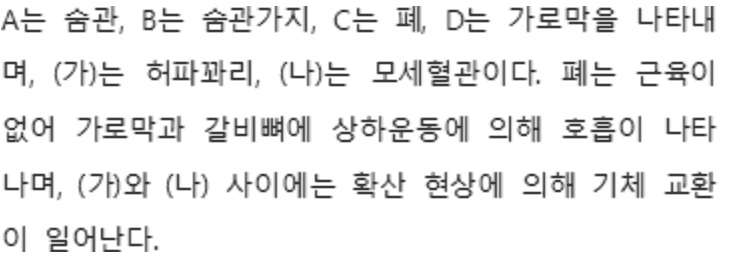 A는 숨관, B는 숨관가지, C는 폐, D는 가로막을 나타내
며, (가)는 허파꽈리, (나)는 모세혈관이다. 폐는 근육이
없어 가로막과 갈비뼈에 상하운동에 의해 호흡이 나타
나며, (가)와 (나) 사이에는 확산 현상에 의해 기체 교환
이 일어난다.